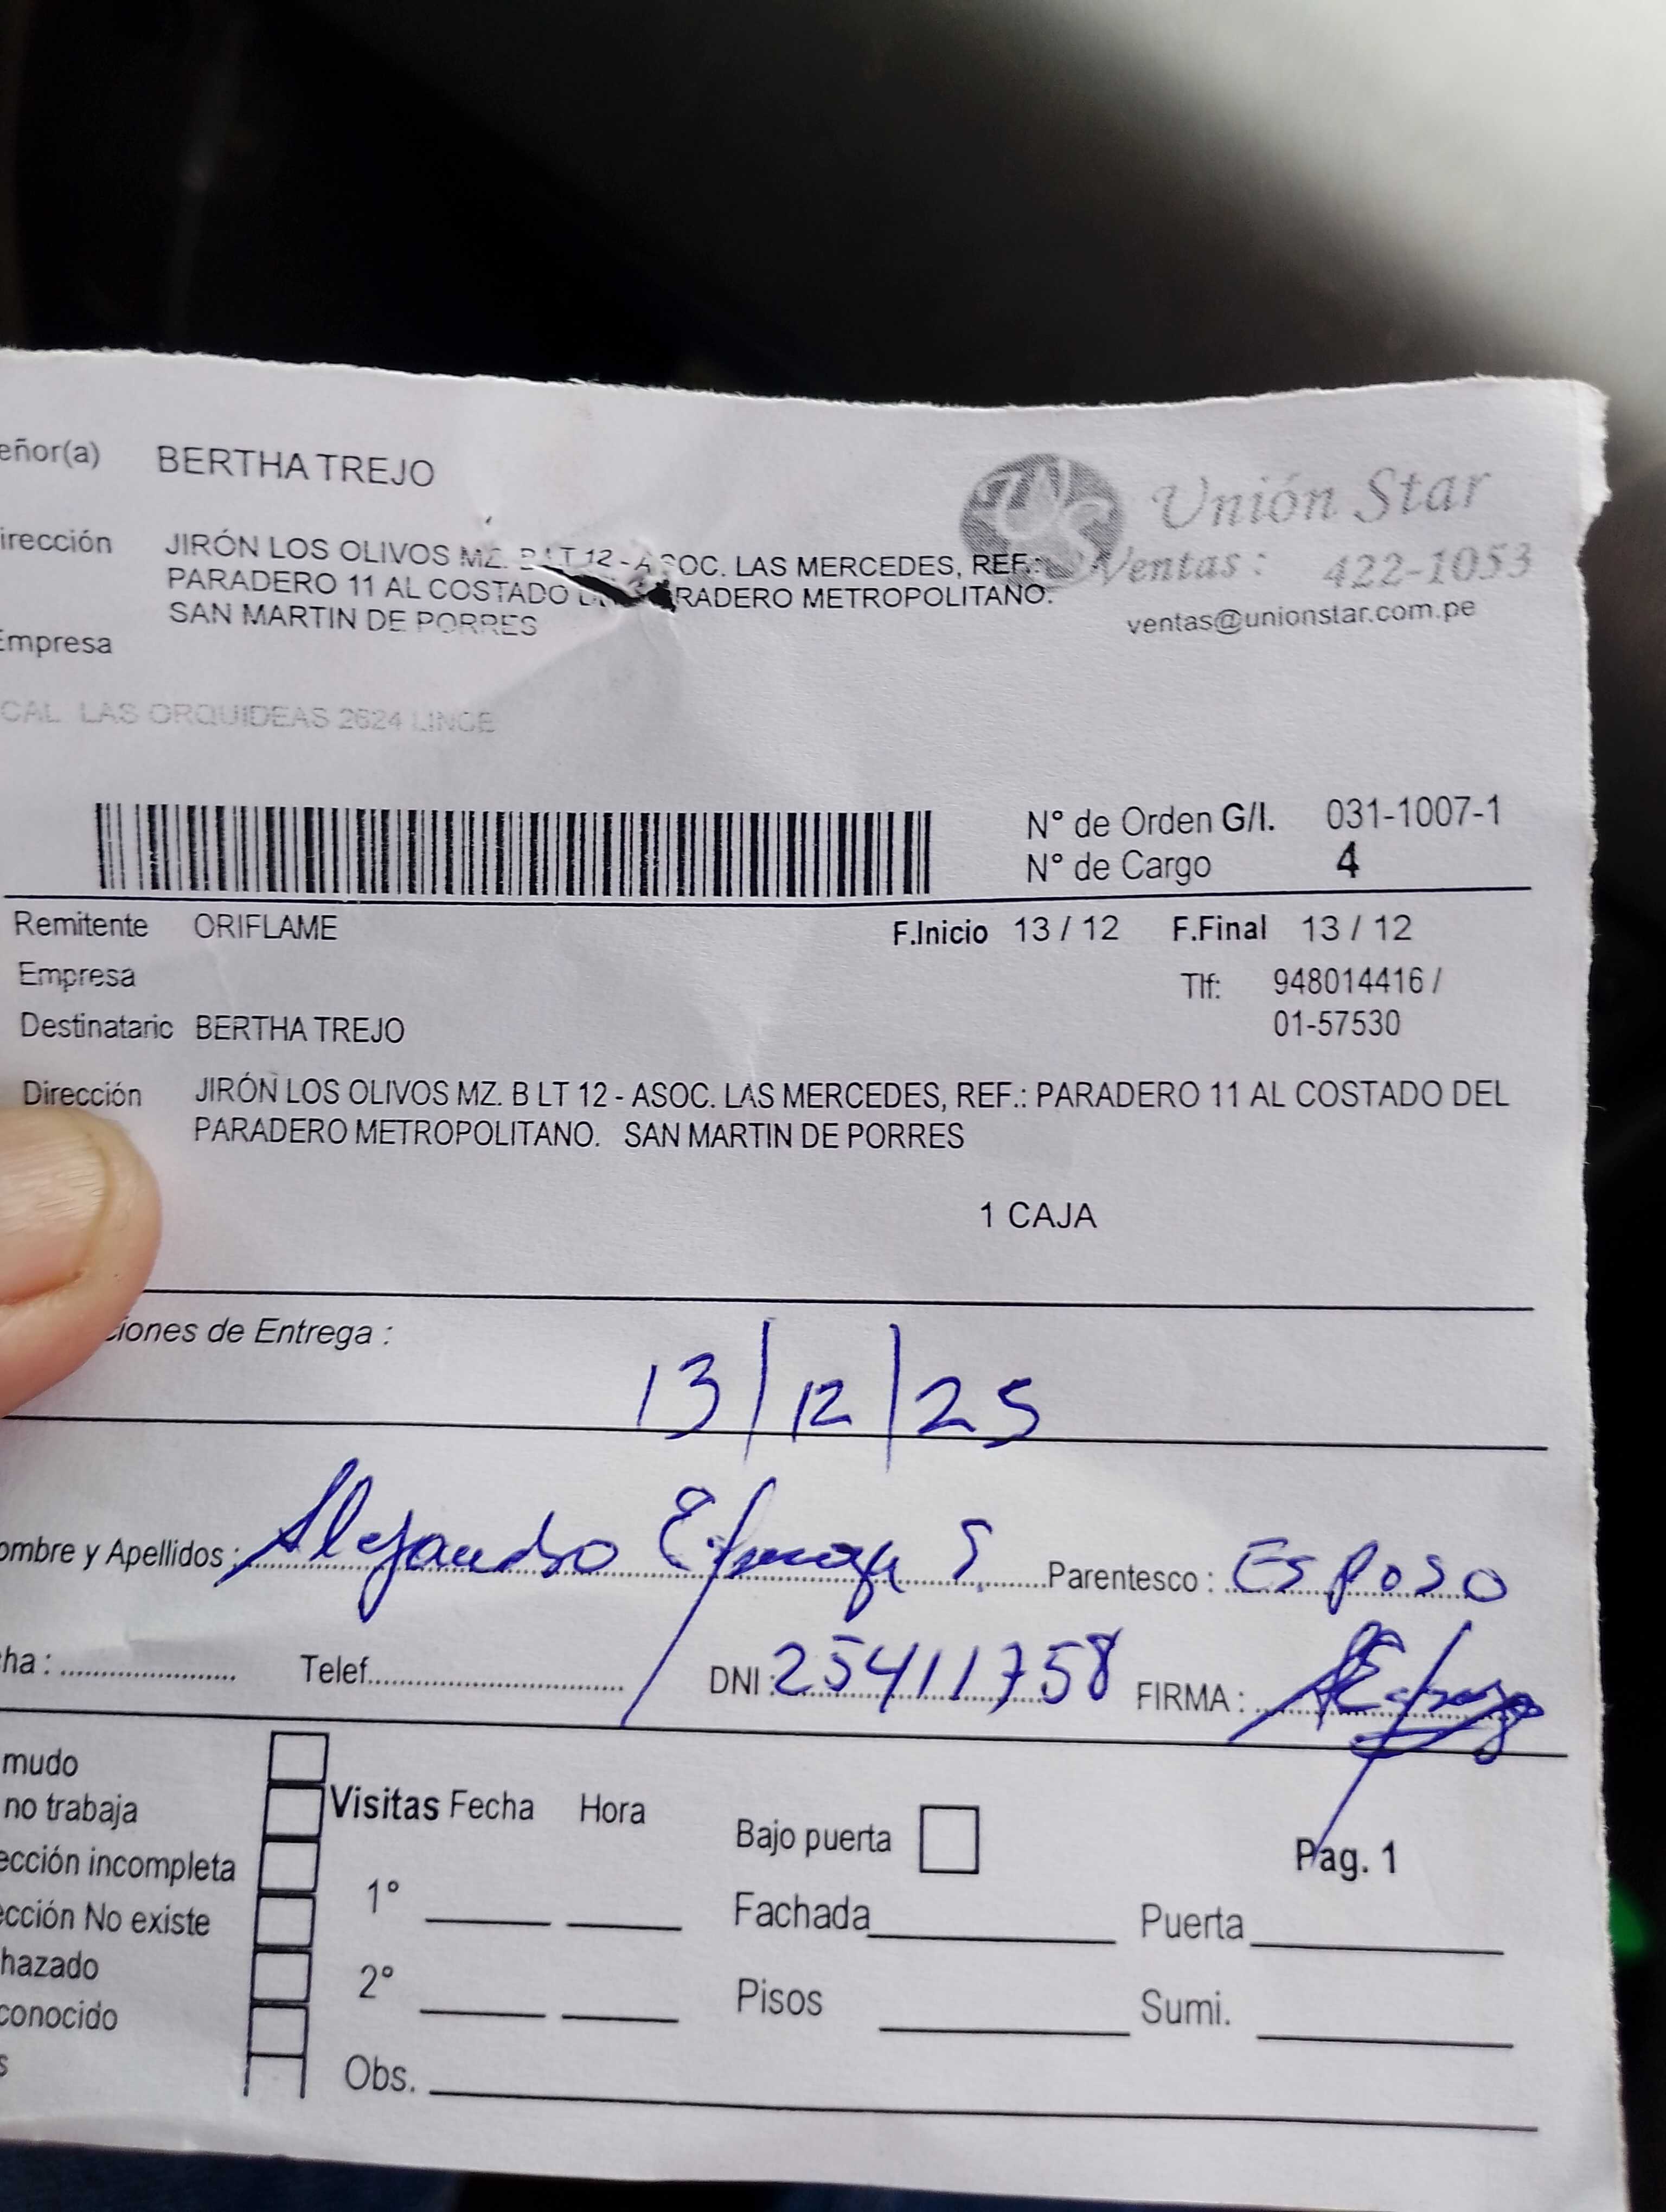 eñor(a) BERTHA TREJO
Unión Star
irección JIRÓN LOS OLIVOS MZ. B LT 12 - ASOC. LAS MERCEDES, REF.:
Ventas : 422-1053
PARADERO 11 AL COSTADO RADERO METROPOLITANO.
ventas@unionstar.com.pe
SAN MARTIN DE PORRES
Empresa
CAL LAS ORQUIDEAS 2624 LINCE
N° de Orden G/I. 031-1007-1
N° de Cargo 4
Remitente ORIFLAME F.Inicio 13 / 12 F.Final 13 / 12
Empresa Tlf: 948014416 /
01-57530
Destinatario BERTHA TREJO
Dirección JIRÓN LOS OLIVOS MZ. B LT 12 - ASOC. LAS MERCEDES, REF.: PARADERO 11 AL COSTADO DEL
PARADERO METROPOLITANO. SAN MARTIN DE PORRES
1 CAJA
ciones de Entrega :
13/12/25
ombre y Apellidos : Alejandro S. Parentesco : Esposo
ha : Telef. DNI : 25411758 FIRMA :
mudo
no trabaja
ección incompleta
ección No existe
hazado
conocido
s
Visitas Fecha Hora
1°
2°
Bajo puerta
Pag. 1
Fachada Puerta
Pisos Sumi.
Obs.